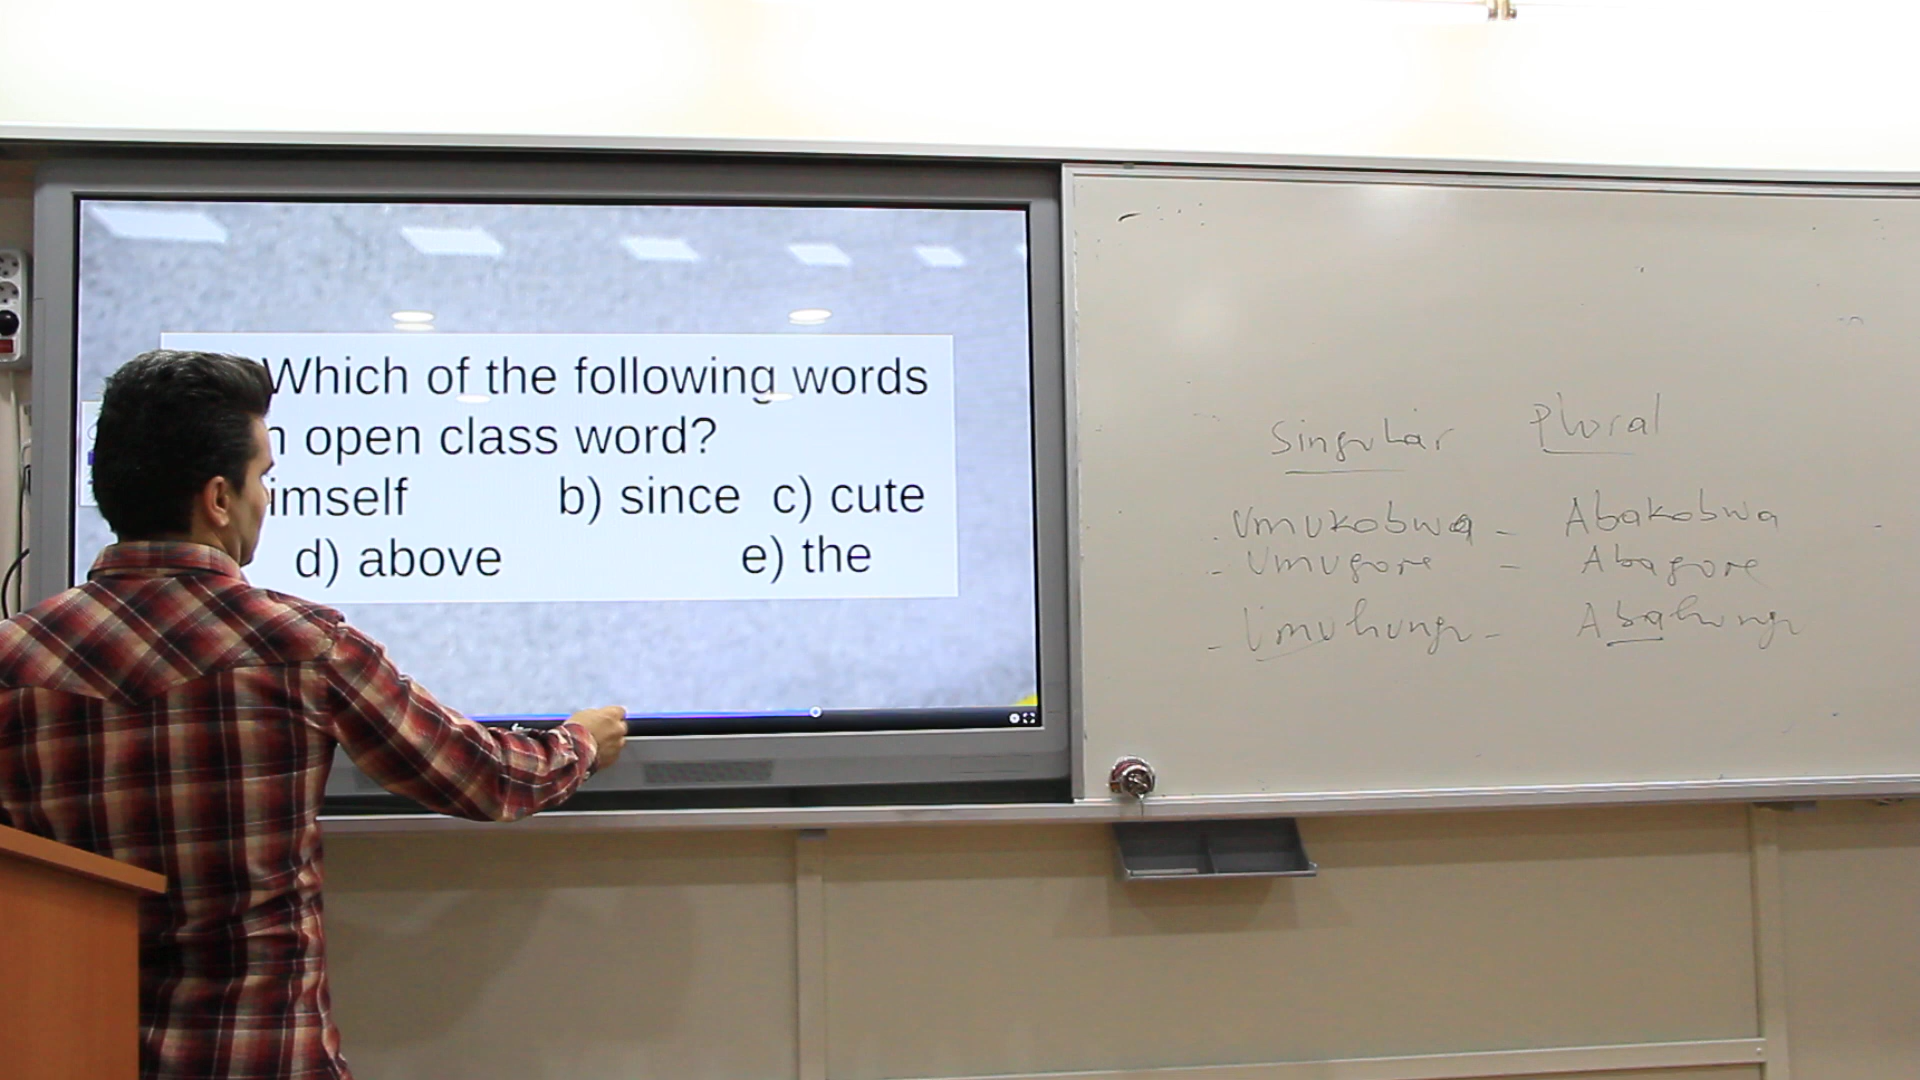 Which of the following words
open class word?
imself b) since c) cute
d) above e) the
Singular Plural
. Umukobwa - Abakobwa
- Umugore - Abagore
- Umuhungu - Abahungu